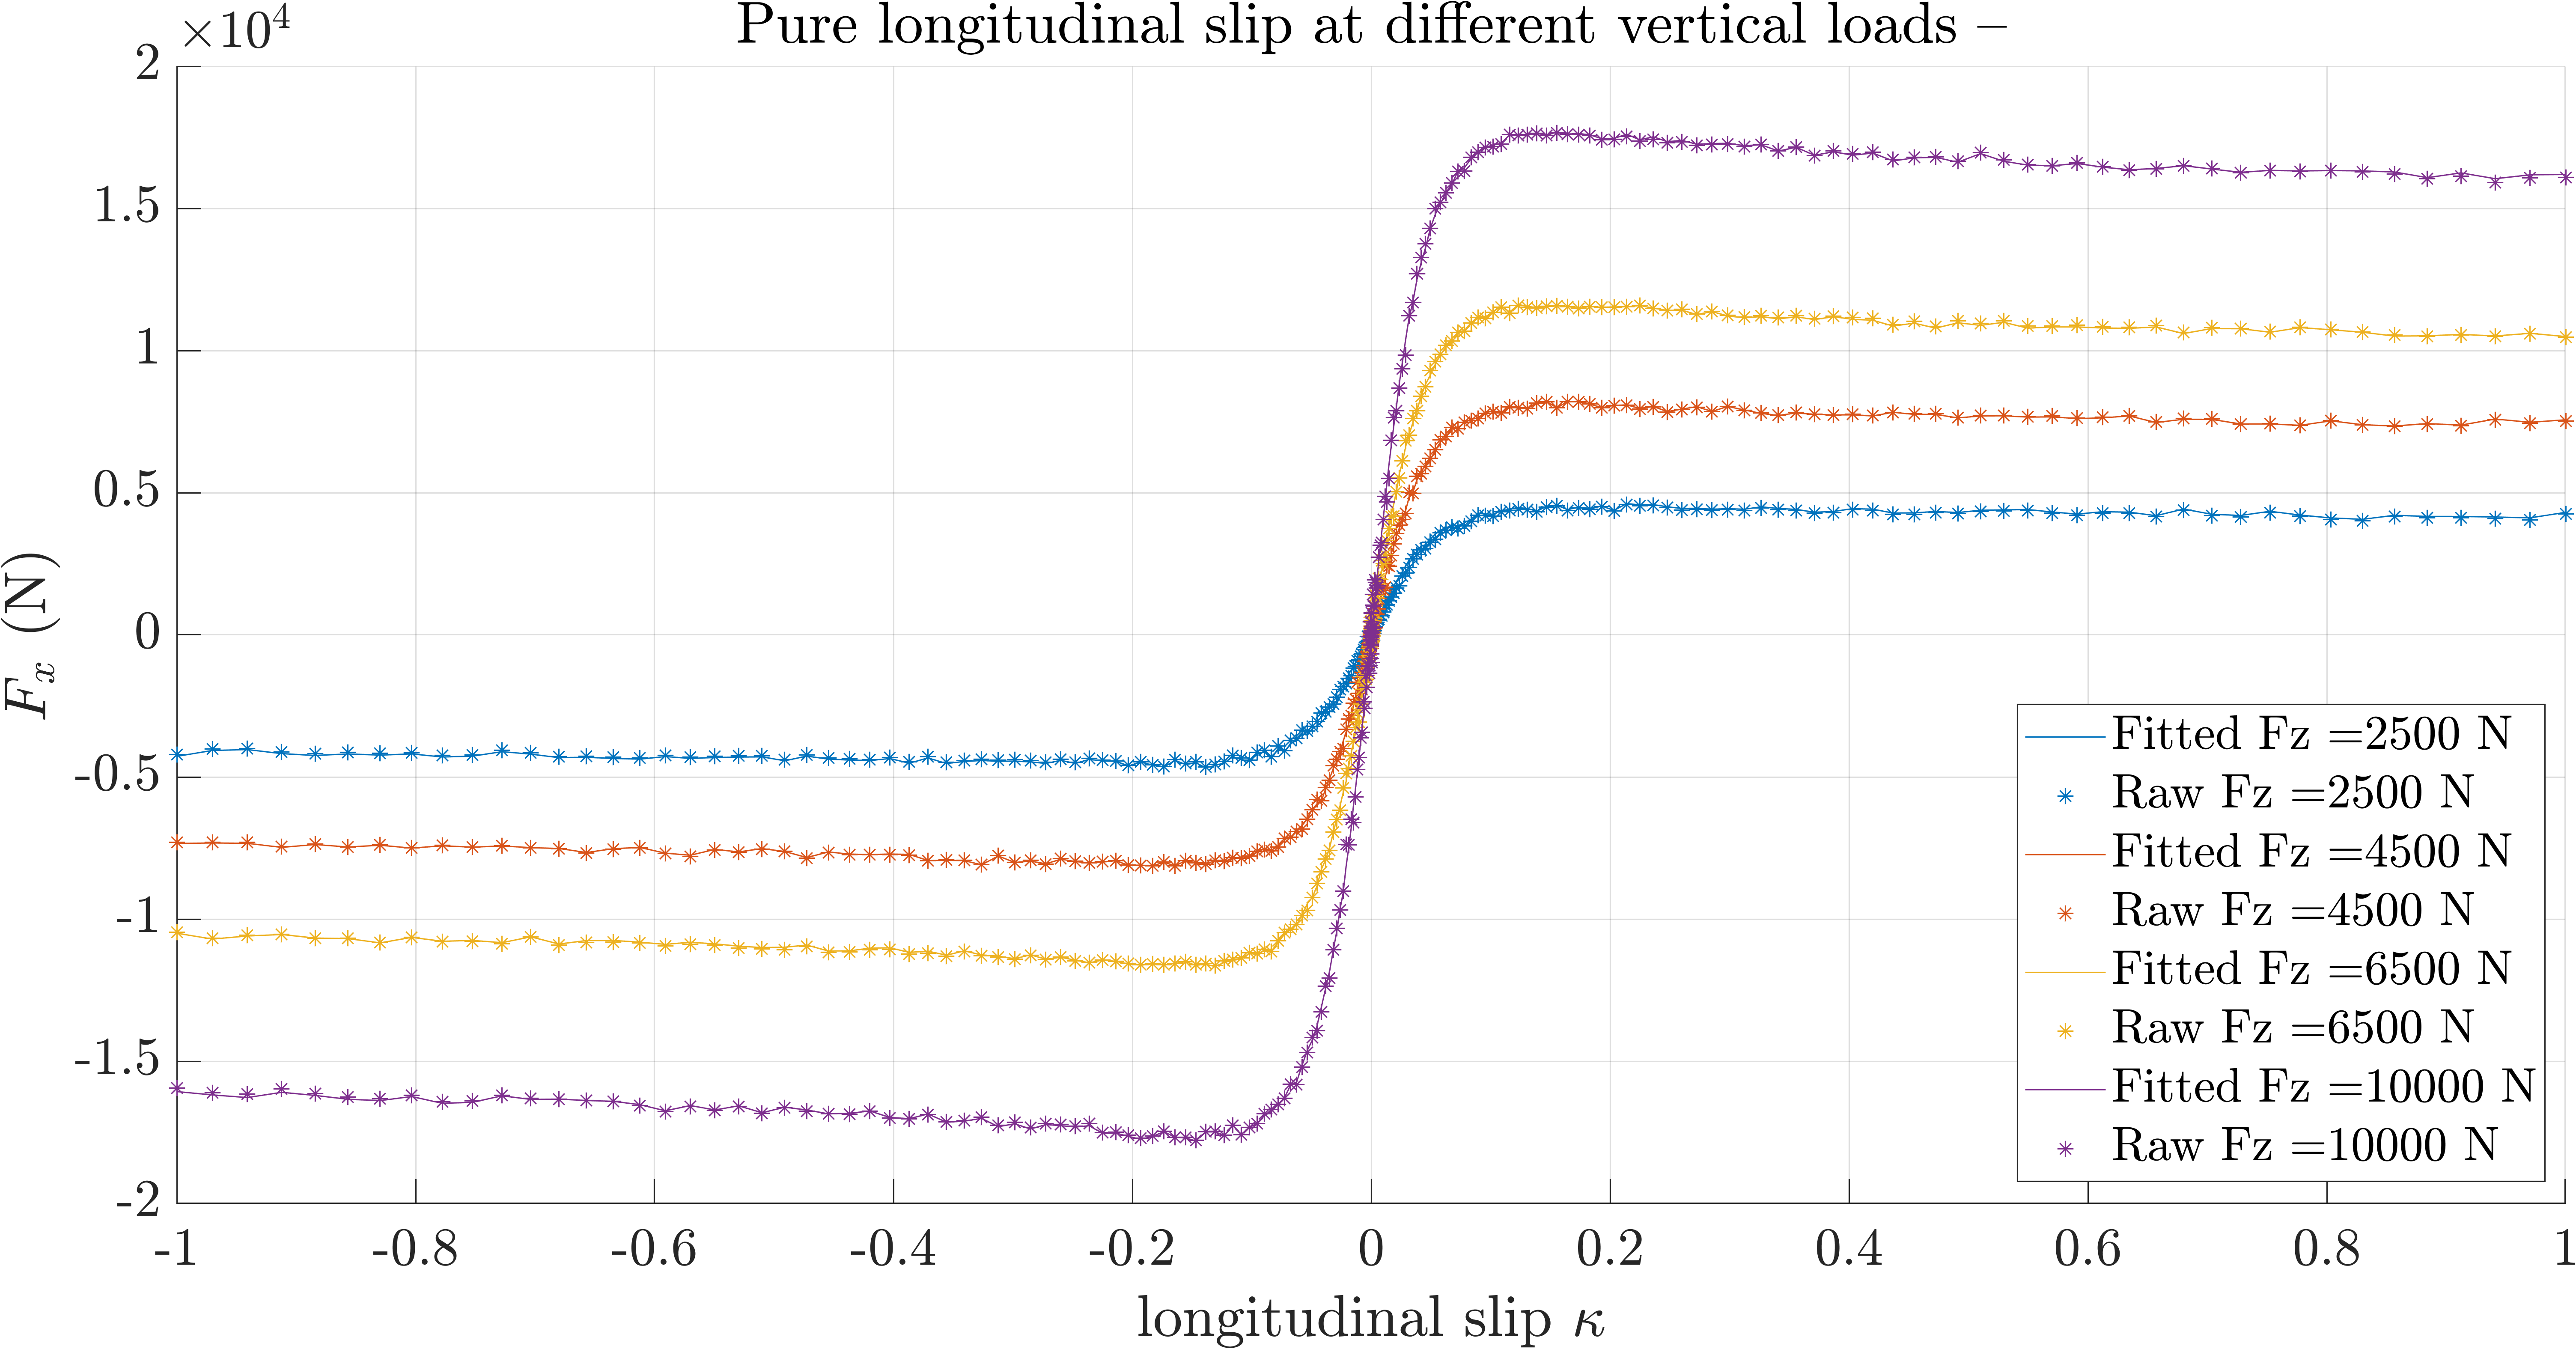 Pure longitudinal slip at different vertical loads –
×10⁴
2
1.5
1
0.5
0
-0.5
-1
-1.5
-2
F_x (N)
-1 -0.8 -0.6 -0.4 -0.2 0 0.2 0.4 0.6 0.8 1
longitudinal slip κ
Fitted Fz =2500 N
Raw Fz =2500 N
Fitted Fz =4500 N
Raw Fz =4500 N
Fitted Fz =6500 N
Raw Fz =6500 N
Fitted Fz =10000 N
Raw Fz =10000 N